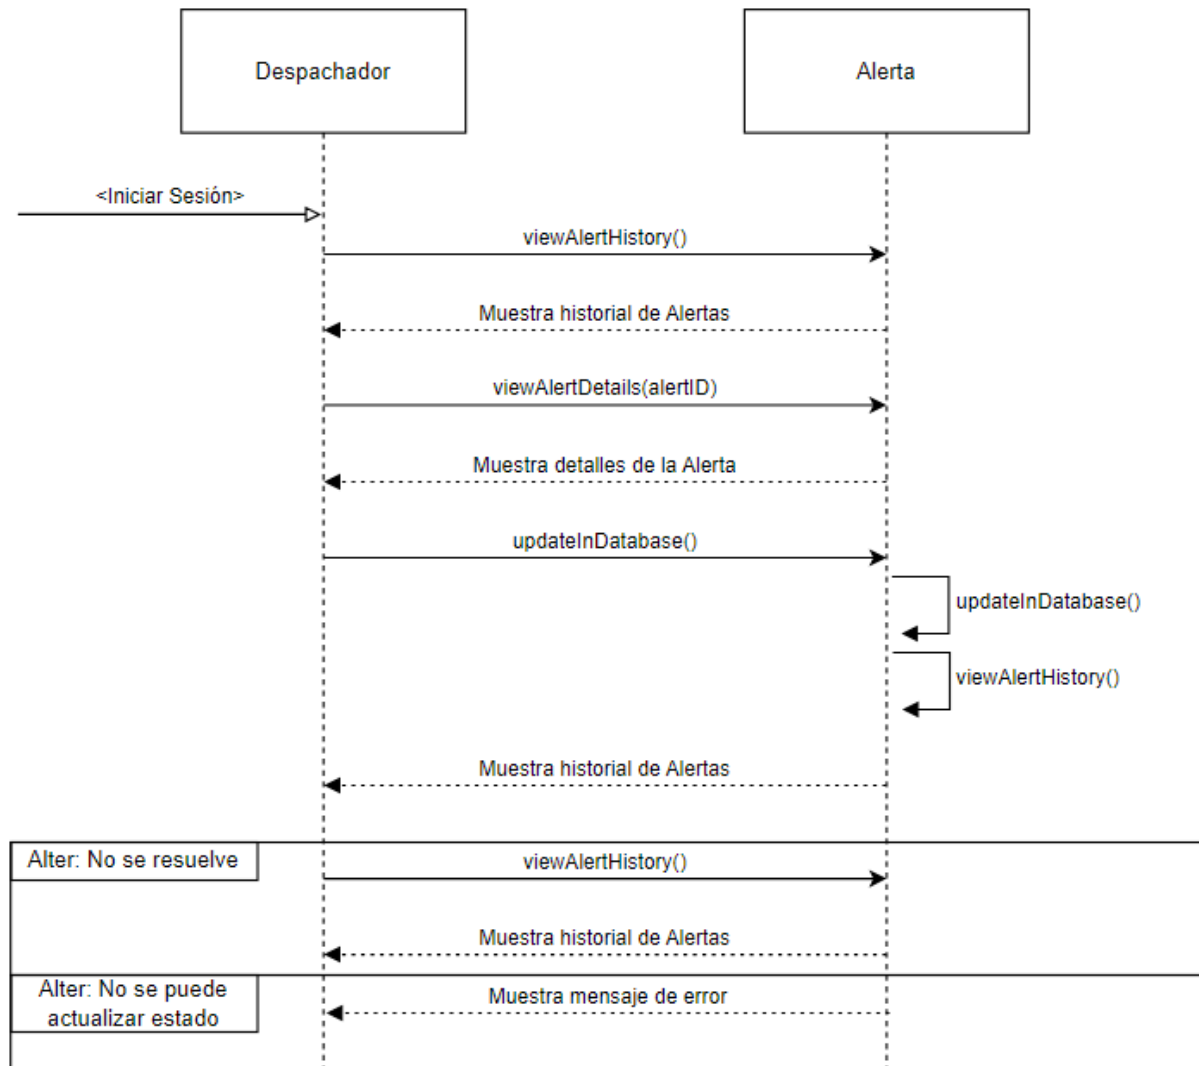 Despachador
Alerta
<Iniciar Sesión>
viewAlertHistory()
Muestra historial de Alertas
viewAlertDetails(alertID)
Muestra detalles de la Alerta
updateInDatabase()
updateInDatabase()
viewAlertHistory()
Muestra historial de Alertas
Alter: No se resuelve
viewAlertHistory()
Muestra historial de Alertas
Alter: No se puede
actualizar estado
Muestra mensaje de error